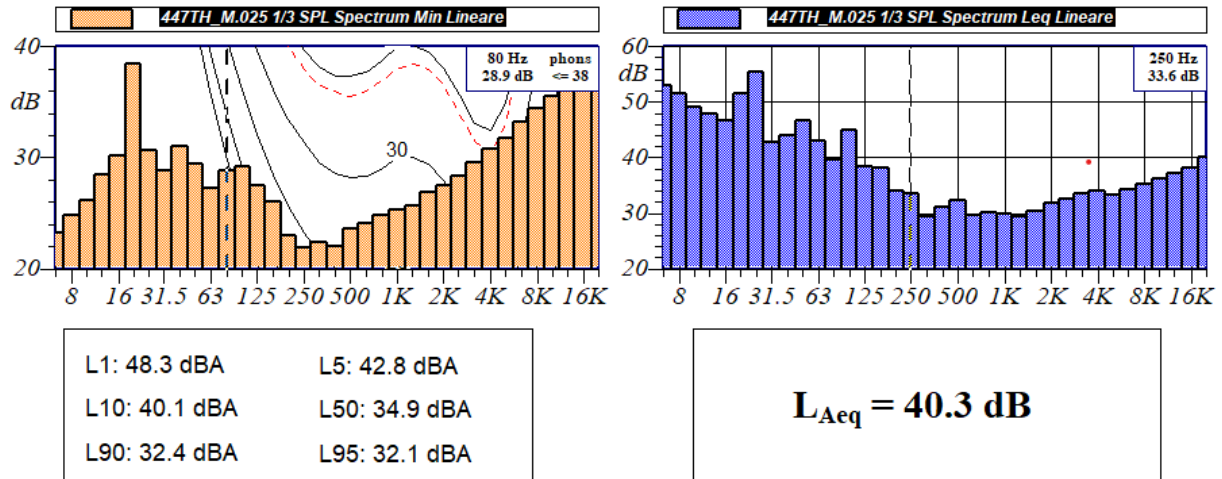 447TH_M.025 1/3 SPL Spectrum Min Lineare
40
dB
30
20
80 Hz phons
28.9 dB <= 38
30
8 16 31.5 63 125 250 500 1K 2K 4K 8K 16K
447TH_M.025 1/3 SPL Spectrum Leq Lineare
60
dB
50
40
30
20
250 Hz
33.6 dB
8 16 31.5 63 125 250 500 1K 2K 4K 8K 16K
L1: 48.3 dBA L5: 42.8 dBA
L10: 40.1 dBA L50: 34.9 dBA
L90: 32.4 dBA L95: 32.1 dBA
LAeq = 40.3 dB